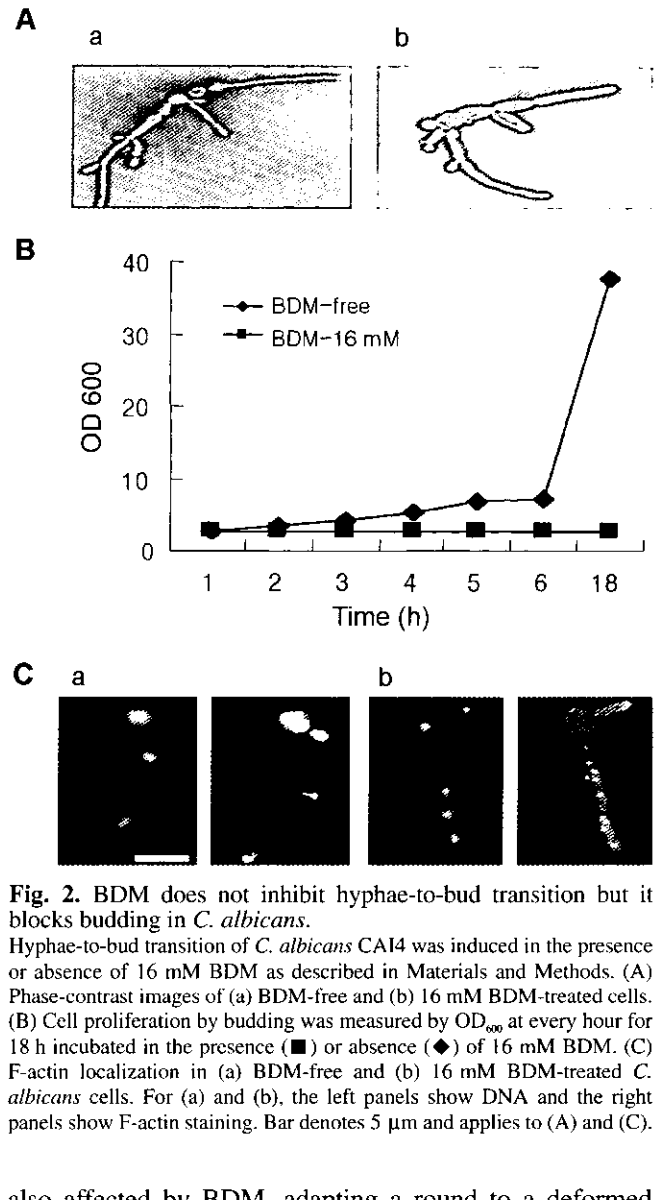 A
a
b
B
40
30
20
10
0
OD 600
BDM-free
BDM-16 mM
1 2 3 4 5 6 18
Time (h)
C
a
b
Fig. 2. BDM does not inhibit hyphae-to-bud transition but it
blocks budding in C. albicans.
Hyphae-to-bud transition of C. albicans CAI4 was induced in the presence
or absence of 16 mM BDM as described in Materials and Methods. (A)
Phase-contrast images of (a) BDM-free and (b) 16 mM BDM-treated cells.
(B) Cell proliferation by budding was measured by OD₆₀₀ at every hour for
18 h incubated in the presence (■) or absence (◆) of 16 mM BDM. (C)
F-actin localization in (a) BDM-free and (b) 16 mM BDM-treated C.
albicans cells. For (a) and (b), the left panels show DNA and the right
panels show F-actin staining. Bar denotes 5 µm and applies to (A) and (C).
also affected by BDM, adapting a round to a deformed